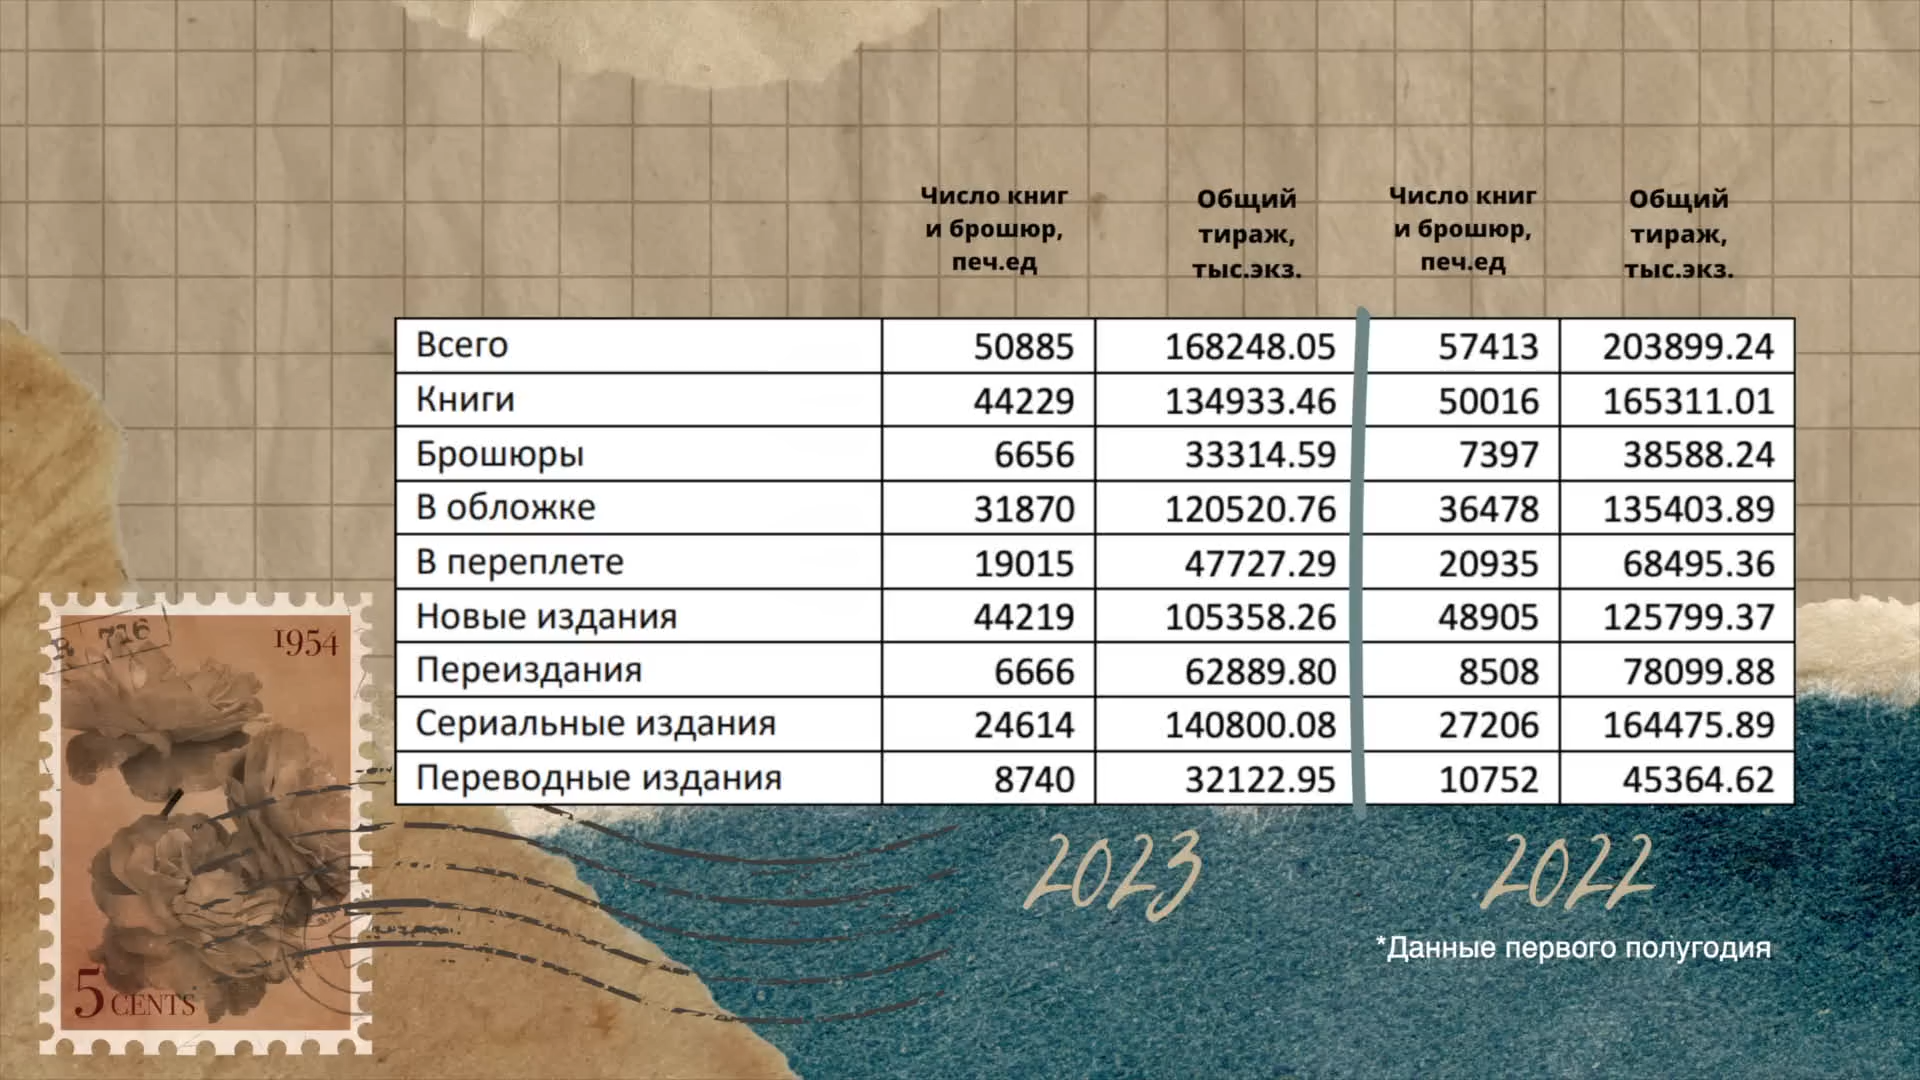 Число книг
и брошюр,
печ.ед
Общий
тираж,
тыс.экз.
Число книг
и брошюр,
печ.ед
Общий
тираж,
тыс.экз.
Всего 50885 168248.05 57413 203899.24
Книги 44229 134933.46 50016 165311.01
Брошюры 6656 33314.59 7397 38588.24
В обложке 31870 120520.76 36478 135403.89
В переплете 19015 47727.29 20935 68495.36
Новые издания 44219 105358.26 48905 125799.37
Переиздания 6666 62889.80 8508 78099.88
Сериальные издания 24614 140800.08 27206 164475.89
Переводные издания 8740 32122.95 10752 45364.62
2023 2022
*Данные первого полугодия
716
1954
5 CENTS